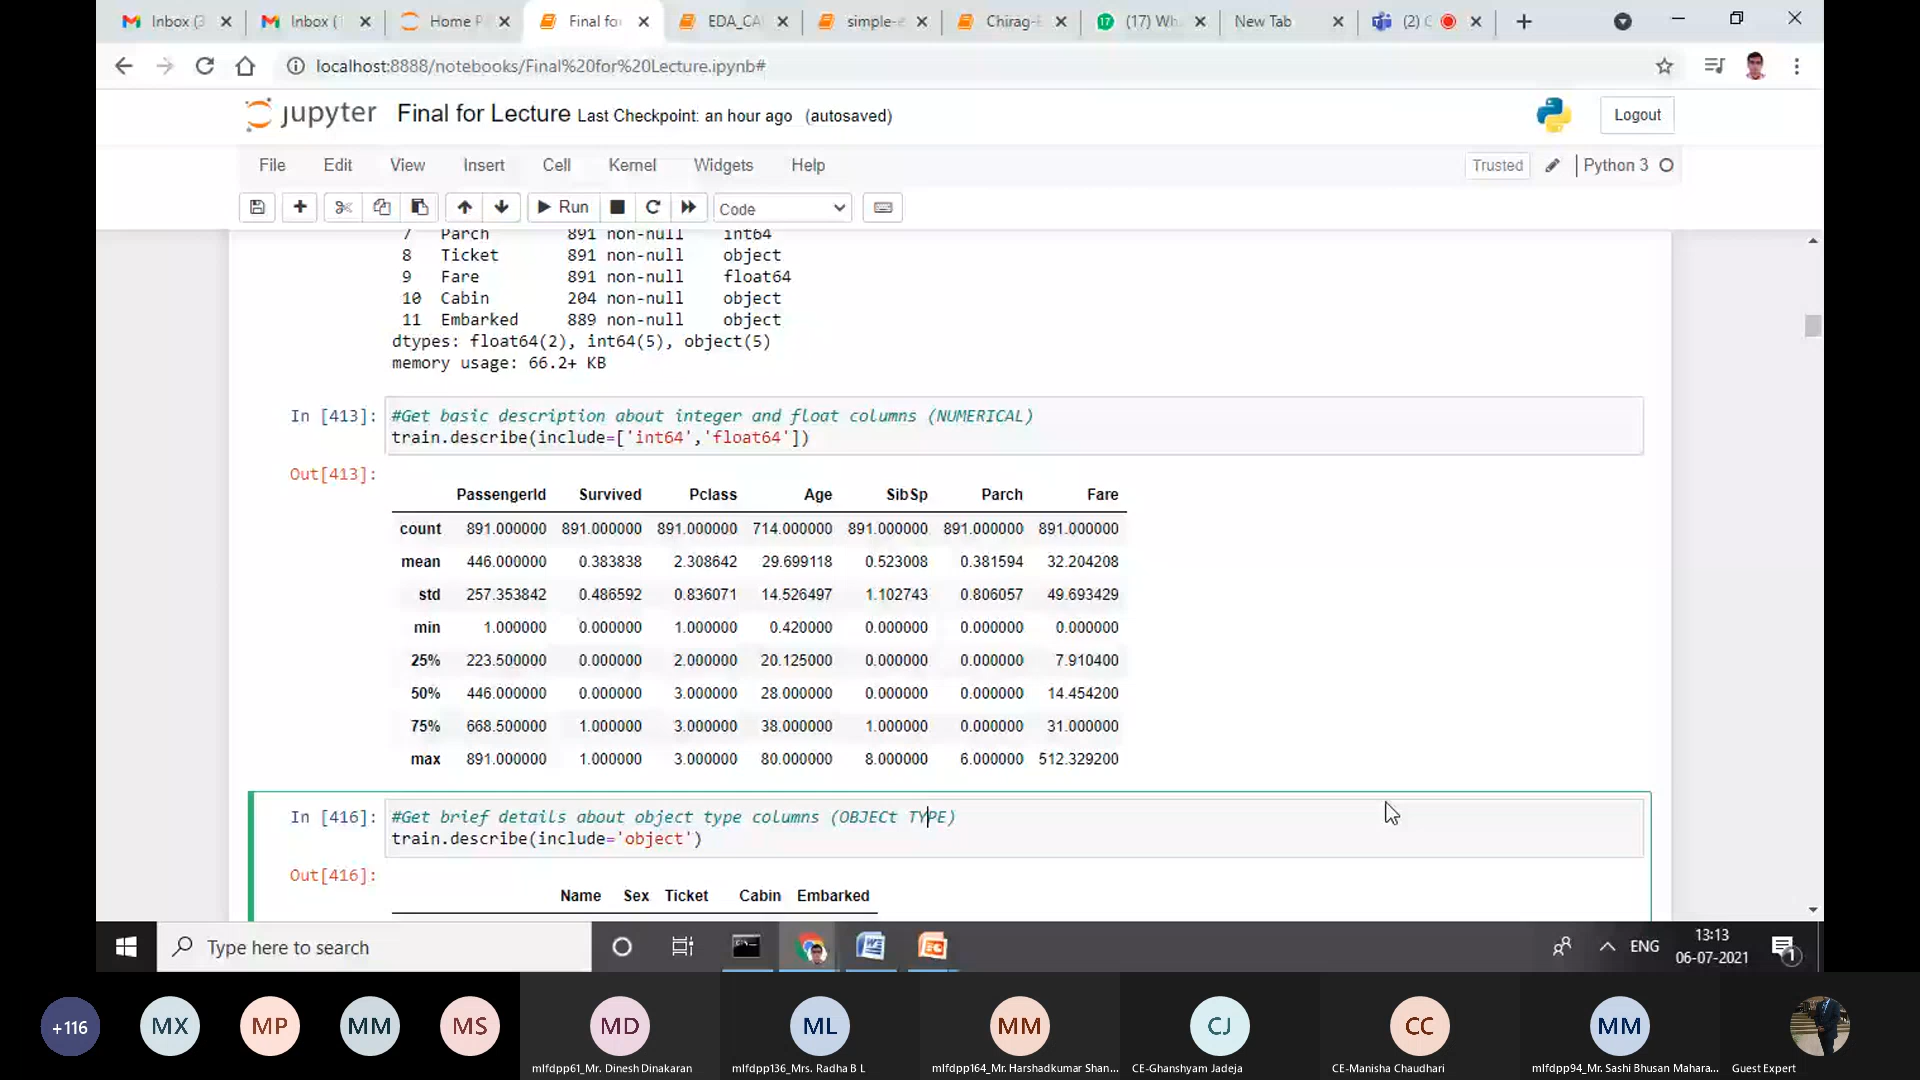 Inbox (3
Inbox (1
Home P
Final fo
EDA_CA
simple-e
Chirag-
(17) Wh
New Tab
(2) C
localhost:8888/notebooks/Final%20for%20Lecture.ipynb#
jupyter Final for Lecture Last Checkpoint: an hour ago (autosaved)
Logout
File Edit View Insert Cell Kernel Widgets Help
Trusted
Python 3
Run
Code
7 Parch 891 non-null int64
8 Ticket 891 non-null object
9 Fare 891 non-null float64
10 Cabin 204 non-null object
11 Embarked 889 non-null object
dtypes: float64(2), int64(5), object(5)
memory usage: 66.2+ KB
In [413]: #Get basic description about integer and float columns (NUMERICAL)
train.describe(include=['int64','float64'])
Out[413]:
PassengerId Survived Pclass Age SibSp Parch Fare
count 891.000000 891.000000 891.000000 714.000000 891.000000 891.000000 891.000000
mean 446.000000 0.383838 2.308642 29.699118 0.523008 0.381594 32.204208
std 257.353842 0.486592 0.836071 14.526497 1.102743 0.806057 49.693429
min 1.000000 0.000000 1.000000 0.420000 0.000000 0.000000 0.000000
25% 223.500000 0.000000 2.000000 20.125000 0.000000 0.000000 7.910400
50% 446.000000 0.000000 3.000000 28.000000 0.000000 0.000000 14.454200
75% 668.500000 1.000000 3.000000 38.000000 1.000000 0.000000 31.000000
max 891.000000 1.000000 3.000000 80.000000 8.000000 6.000000 512.329200
In [416]: #Get brief details about object type columns (OBJECt TYPE)
train.describe(include='object')
Out[416]:
Name Sex Ticket Cabin Embarked
Type here to search
ENG
13:13
06-07-2021
1
+116
MX
MP
MM
MS
MD
ML
MM
CJ
CC
MM
mlfdpp61_Mr. Dinesh Dinakaran
mlfdpp136_Mrs. Radha B L
mlfdpp164_Mr. Harshadkumar Shan...
CE-Ghanshyam Jadeja
CE-Manisha Chaudhari
mlfdpp94_Mr. Sashi Bhusan Mahara...
Guest Expert